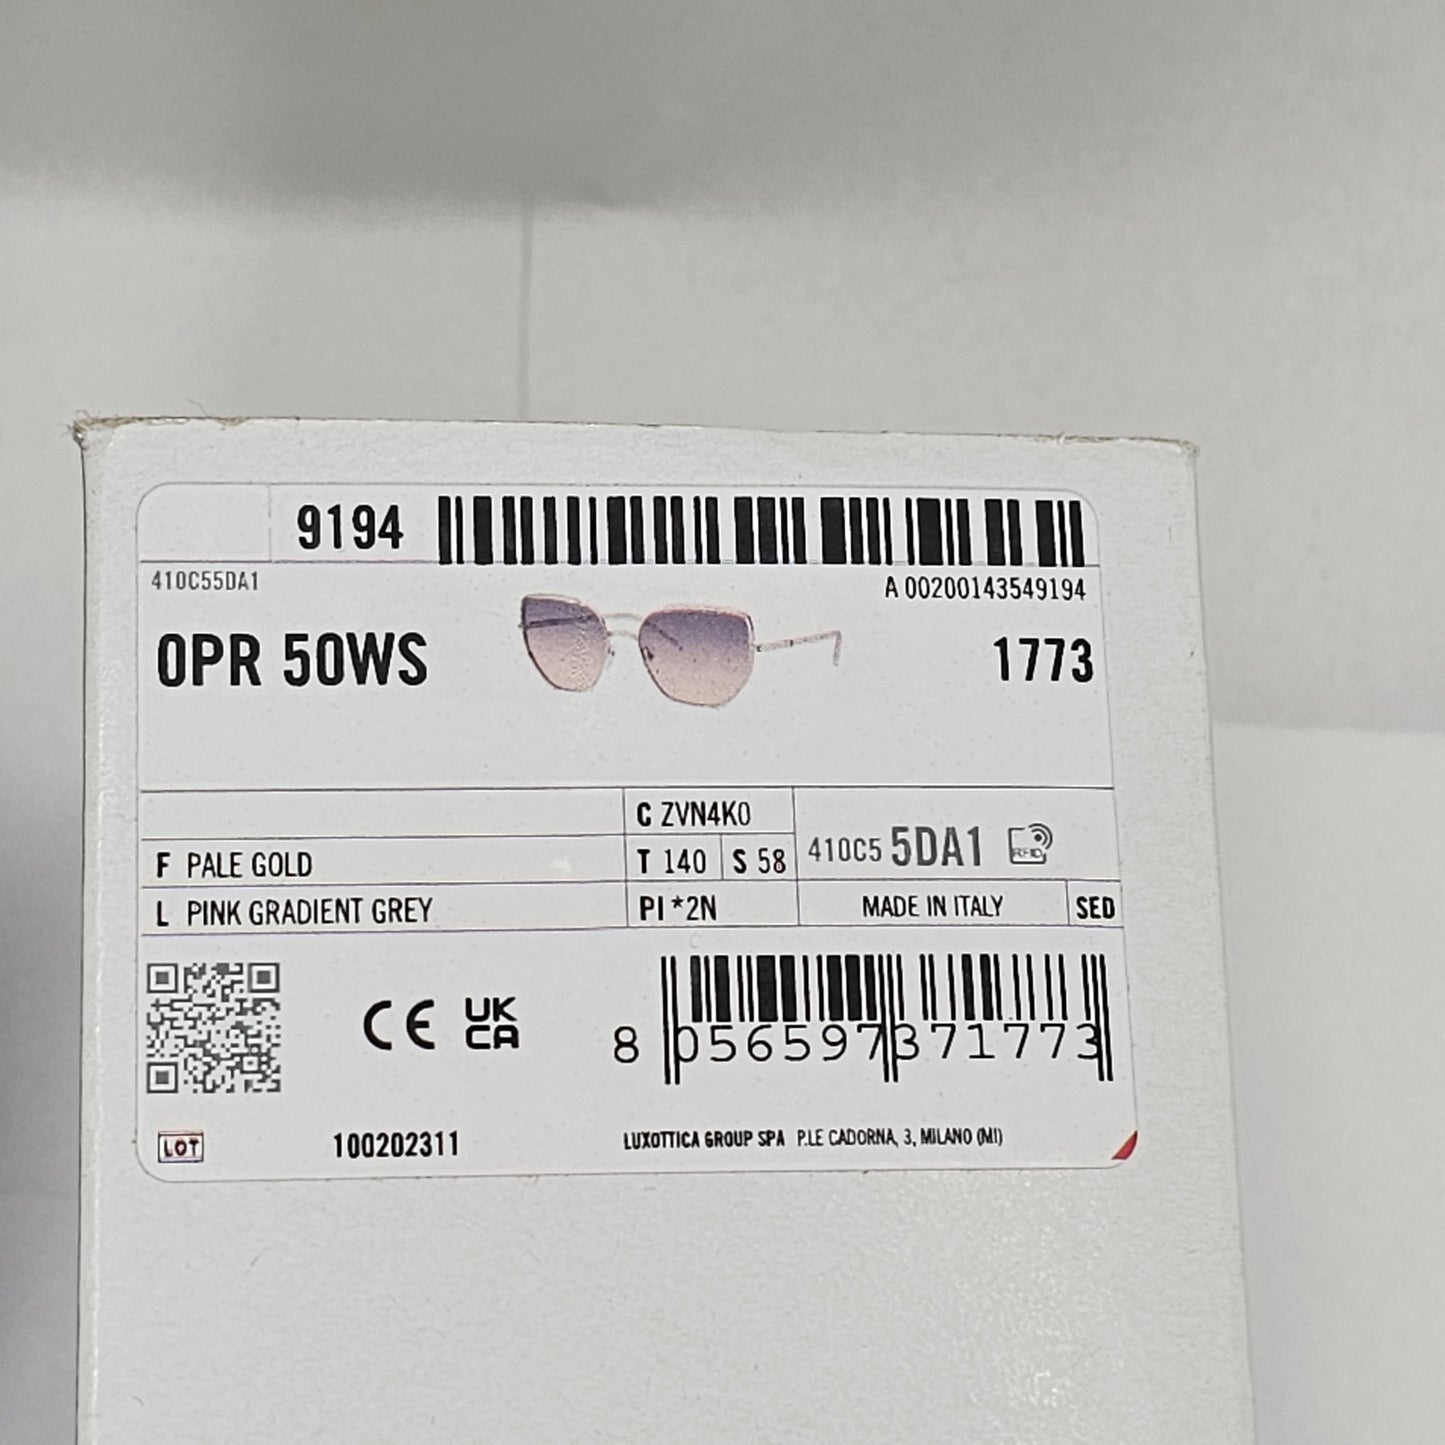 9194
410C55DA1
A 00200143549194
0PR 50WS
1773
C ZVN4K0
F PALE GOLD
T 140 S 58
410C5 5DA1
RFID
L PINK GRADIENT GREY
PI *2N
MADE IN ITALY
SED
CE UK CA
8 056597 371773
LOT
100202311
LUXOTTICA GROUP SPA P.LE CADORNA, 3, MILANO (MI)